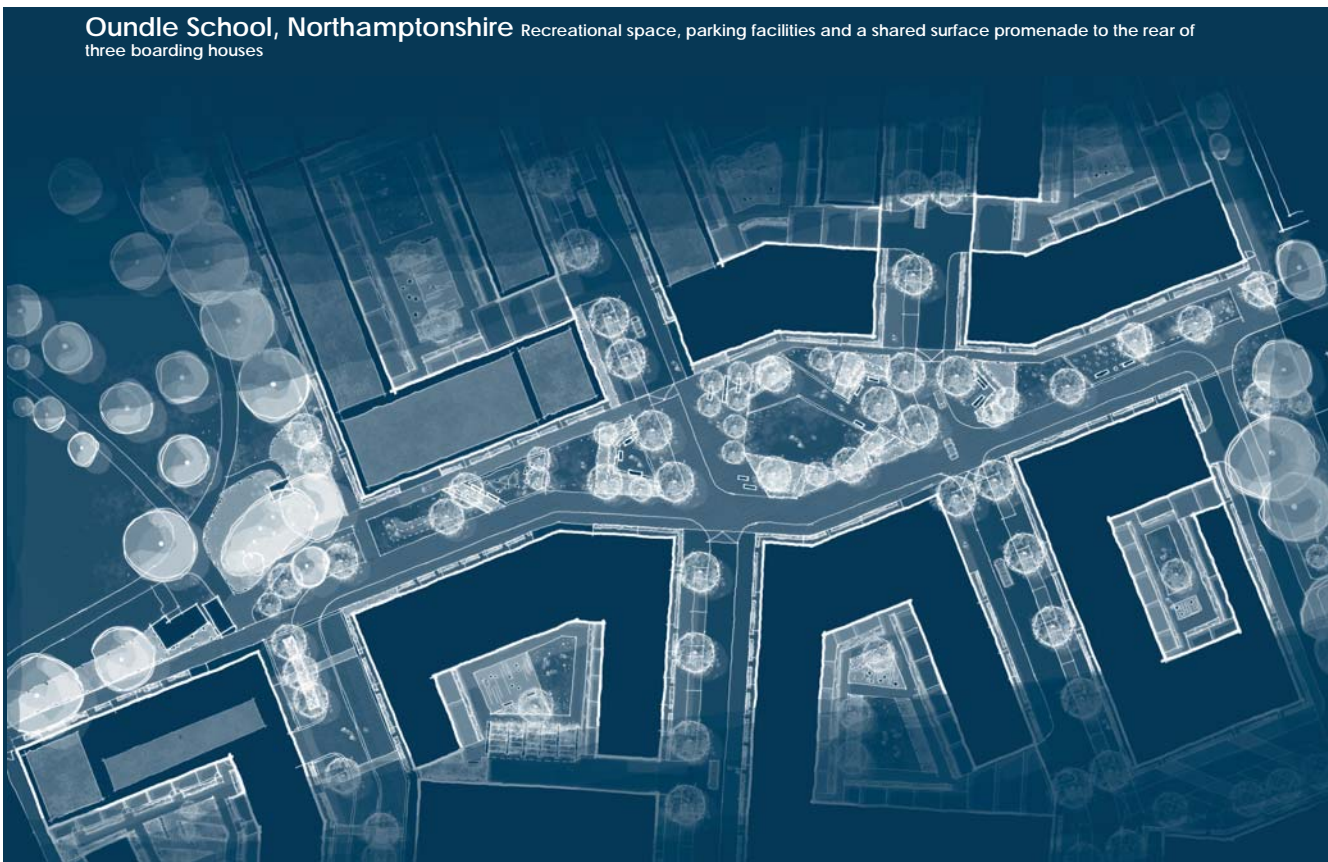 Oundle School, Northamptonshire Recreational space, parking facilities and a shared surface promenade to the rear of
three boarding houses